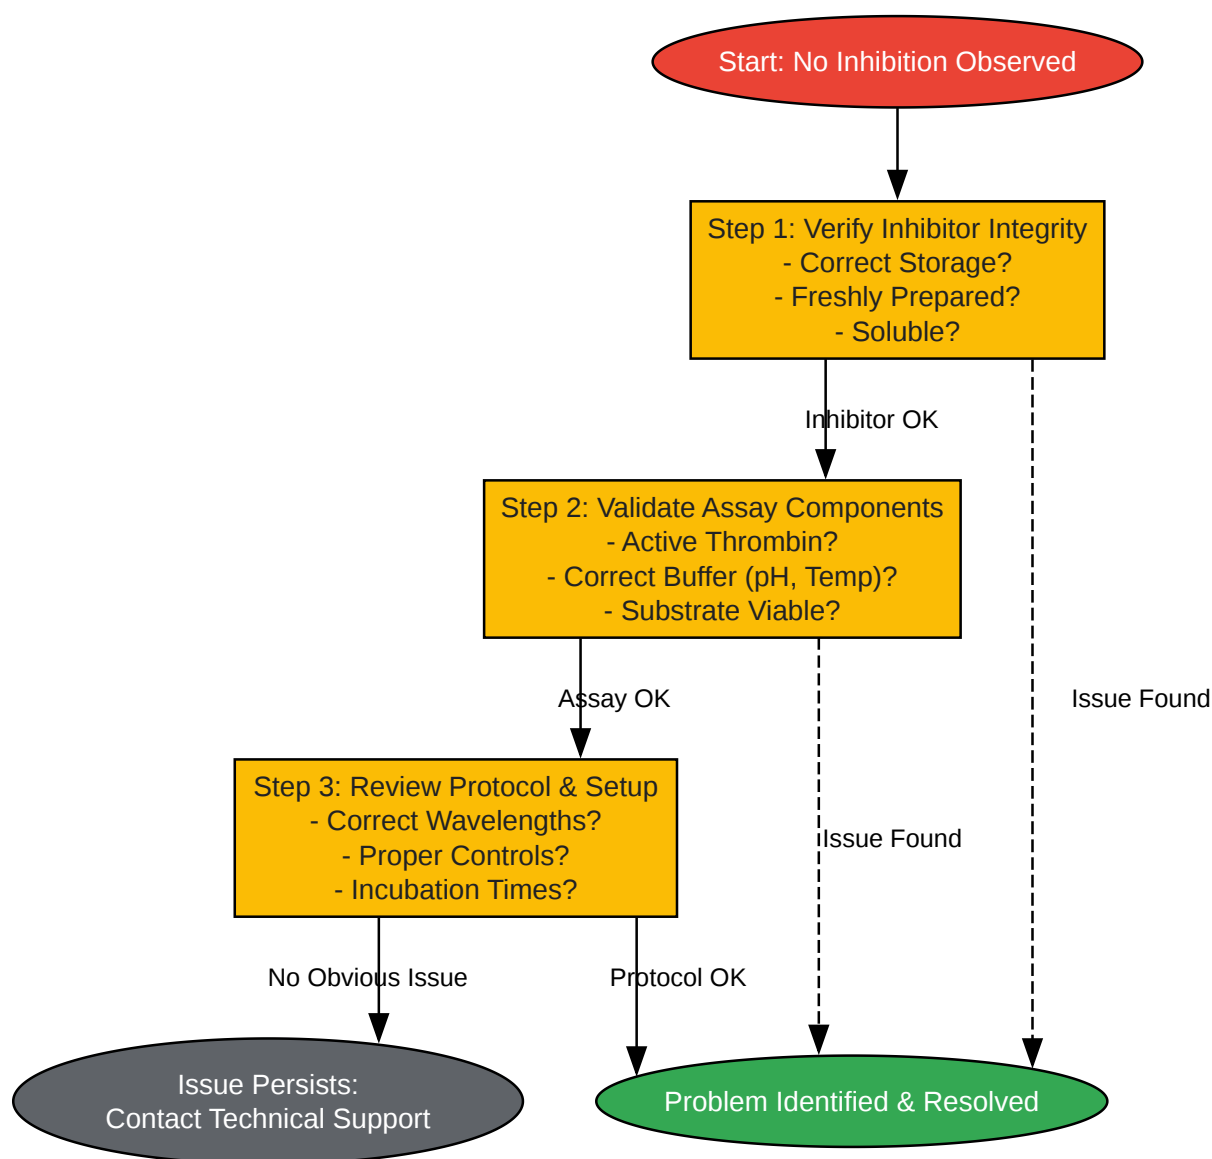 Start: No Inhibition Observed
Step 1: Verify Inhibitor Integrity
- Correct Storage?
- Freshly Prepared?
- Soluble?
Inhibitor OK
Step 2: Validate Assay Components
- Active Thrombin?
- Correct Buffer (pH, Temp)?
- Substrate Viable?
Assay OK
Issue Found
Step 3: Review Protocol & Setup
- Correct Wavelengths?
- Proper Controls?
- Incubation Times?
Issue Found
No Obvious Issue
Protocol OK
Issue Persists:
Contact Technical Support
Problem Identified & Resolved